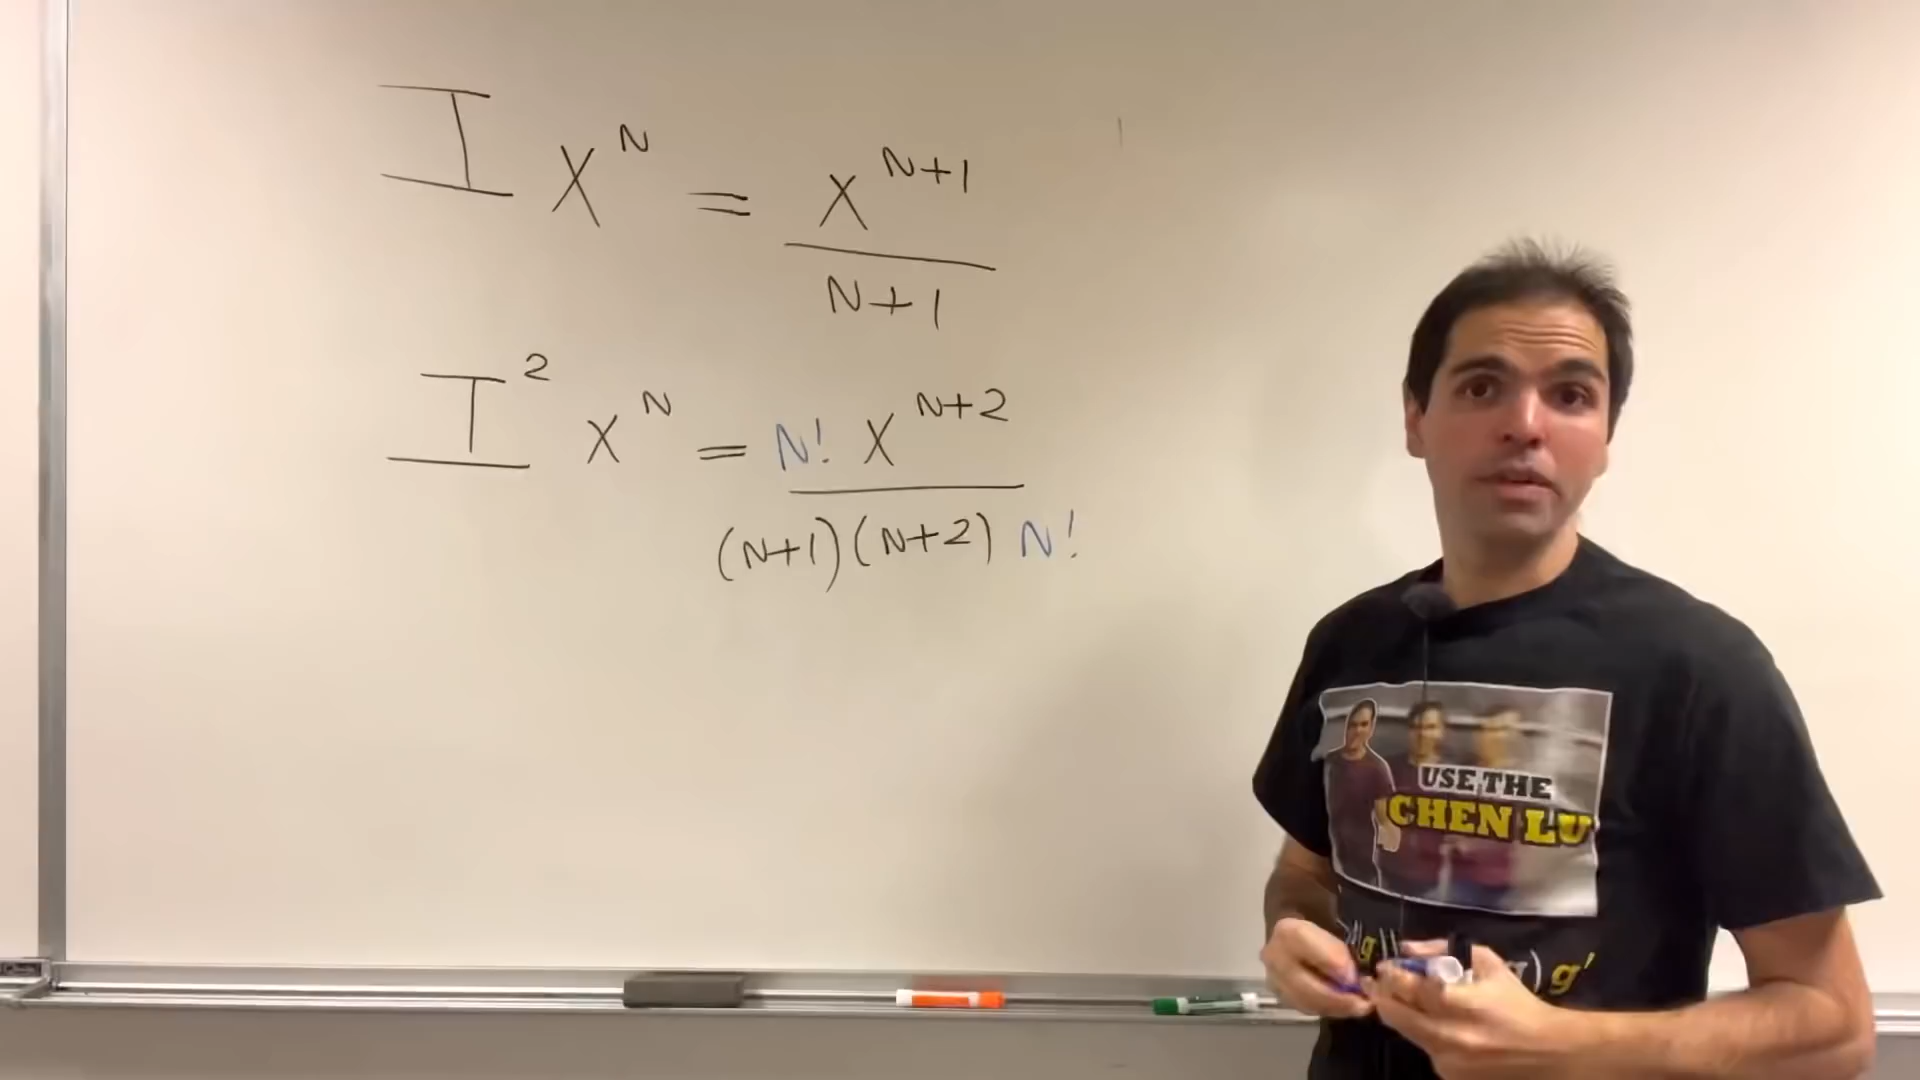 I X^N = X^(N+1) / N+1
I^2 X^N = N! X^(N+2) / (N+1)(N+2) N!
USE THE
CHEN LU
g'